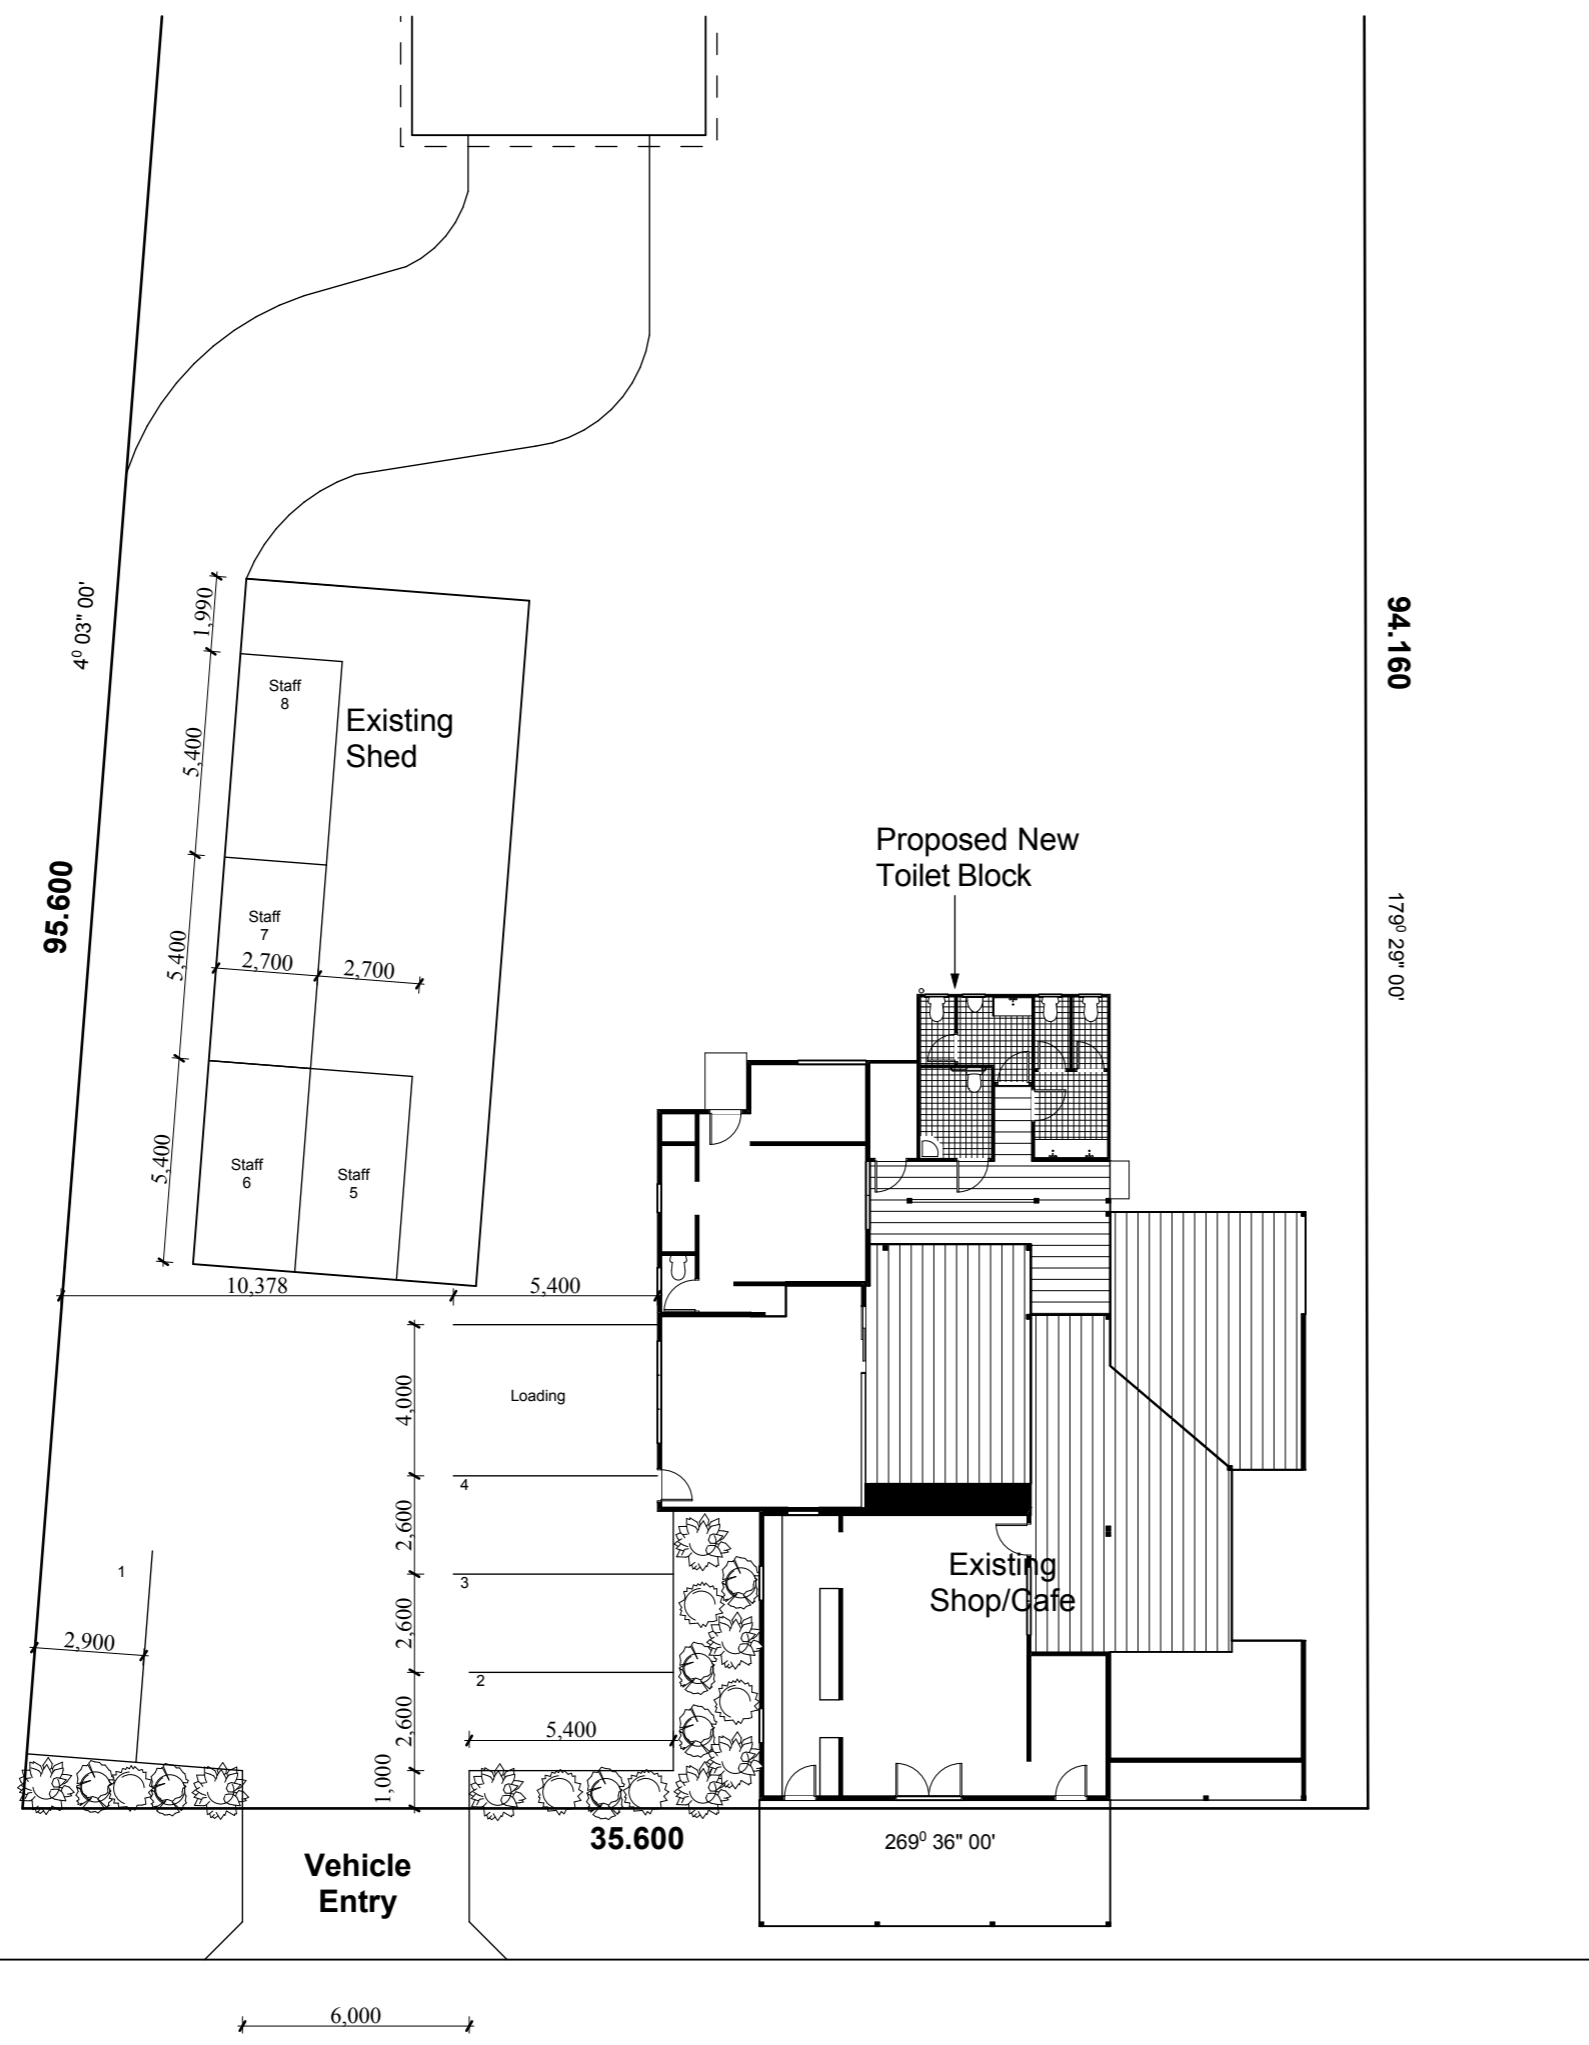 4⁰ 03" 00'
1,990
Staff
8
Existing
Shed
94.160
5,400
Proposed New
Toilet Block
95.600
Staff
7
179⁰ 29" 00'
5,400
2,700
2,700
5,400
Staff
6
Staff
5
10,378
5,400
4,000
Loading
4
2,600
3
Existing
Shop/Cafe
1
2,600
2,900
2
2,600
5,400
1,000
35.600
269⁰ 36" 00'
Vehicle
Entry
6,000